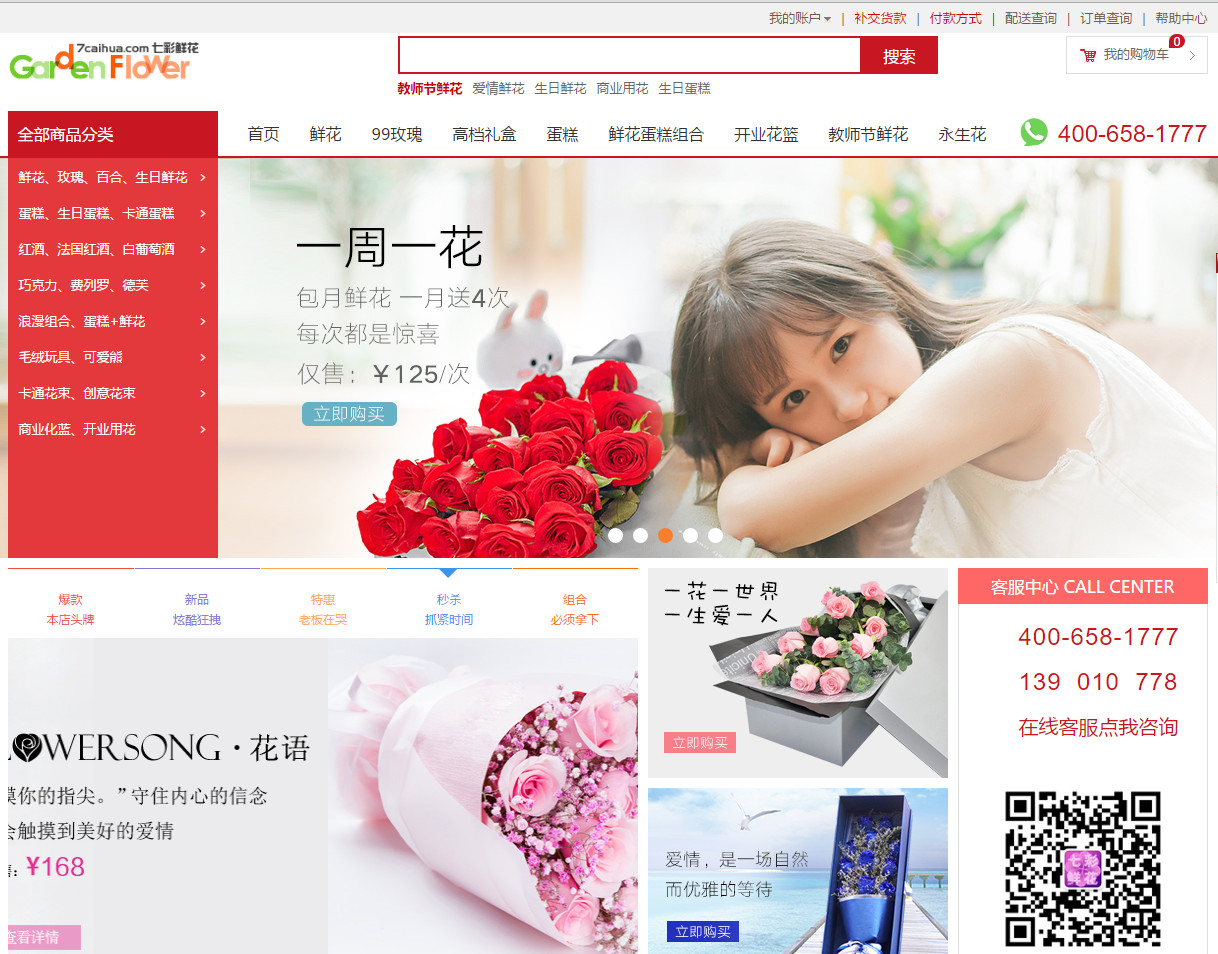 我的账户 | 补交货款 | 付款方式 | 配送查询 | 订单查询 | 帮助中心
7caihua.com 七彩鲜花
Garden Flower
搜索
我的购物车
0
教师节鲜花 爱情鲜花 生日鲜花 商业用花 生日蛋糕
全部商品分类
首页 鲜花 99玫瑰 高档礼盒 蛋糕 鲜花蛋糕组合 开业花篮 教师节鲜花 永生花
400-658-1777
鲜花、玫瑰、百合、生日鲜花
蛋糕、生日蛋糕、卡通蛋糕
红酒、法国红酒、白葡萄酒
巧克力、费列罗、德芙
浪漫组合、蛋糕+鲜花
毛绒玩具、可爱熊
卡通花束、创意花束
商业化蓝、开业用花
一周一花
包月鲜花 一月送4次
每次都是惊喜
仅售：￥125/次
立即购买
爆款
本店头牌
新品
炫酷狂拽
特惠
老板在哭
秒杀
抓紧时间
组合
必须拿下
LOWERSONG·花语
摸你的指尖。”守住内心的信念
会触摸到美好的爱情
售：¥168
查看详情
一花一世界
一生爱一人
立即购买
爱情，是一场自然
而优雅的等待
立即购买
客服中心 CALL CENTER
400-658-1777
139 010 778
在线客服点我咨询
七彩
鲜花